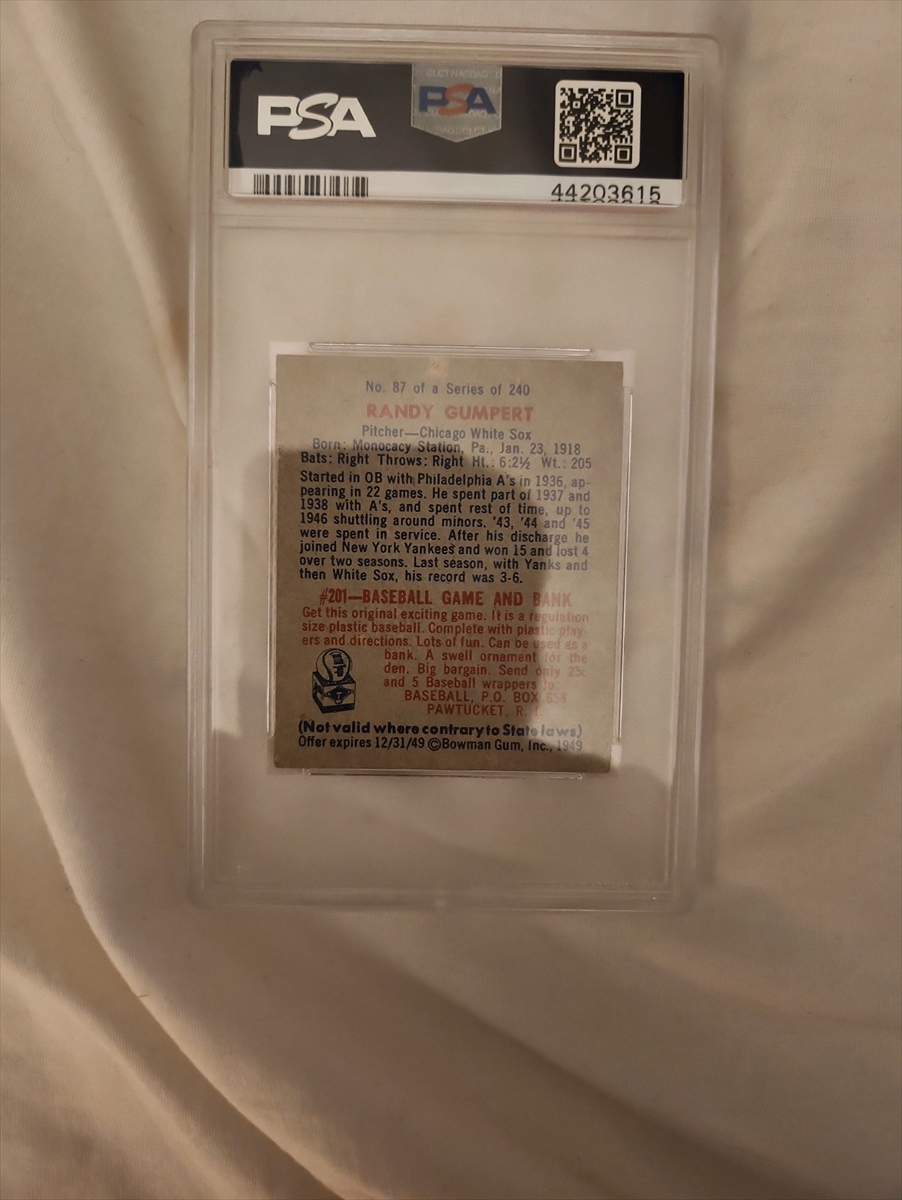 PSA
PSA
44203615
No. 87 of a Series of 240
RANDY GUMPERT
Pitcher—Chicago White Sox
Born: Monocacy Station, Pa., Jan. 23, 1918
Bats: Right Throws: Right Ht.: 6:2½ Wt.: 205
Started in OB with Philadelphia A's in 1936, ap-
pearing in 22 games. He spent part of 1937 and
1938 with A's, and spent rest of time, up to
1946 shuttling around minors. '43, '44 and '45
were spent in service. After his discharge he
joined New York Yankees and won 15 and lost 4
over two seasons. Last season, with Yanks and
then White Sox, his record was 3-6.
#201—BASEBALL GAME AND BANK
Get this original exciting game. It is a regulation
size plastic baseball. Complete with plastic play-
ers and directions. Lots of fun. Can be used as a
bank. A swell ornament for the
den. Big bargain. Send only 25c
and 5 Baseball wrappers to
BASEBALL, P.O. BOX 658
PAWTUCKET, R. I.
(Not valid where contrary to State laws)
Offer expires 12/31/49 ©Bowman Gum, Inc., 1949